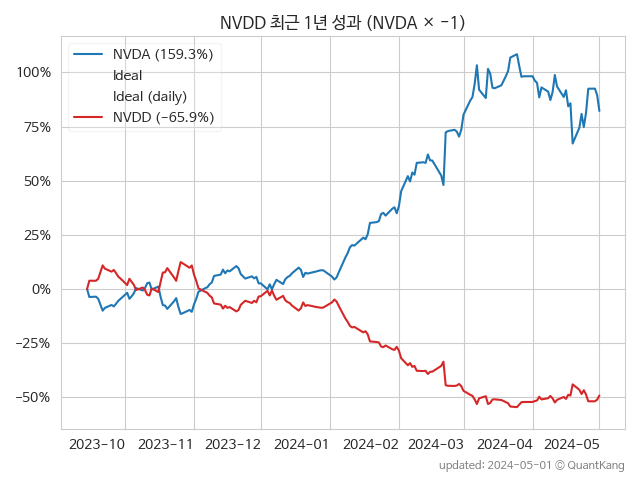 NVDD 최근 1년 성과 (NVDA × -1)
NVDA (159.3%)
Ideal
Ideal (daily)
NVDD (-65.9%)
100%
75%
50%
25%
0%
-25%
-50%
2023-10 2023-11 2023-12 2024-01 2024-02 2024-03 2024-04 2024-05
updated: 2024-05-01 © QuantKang